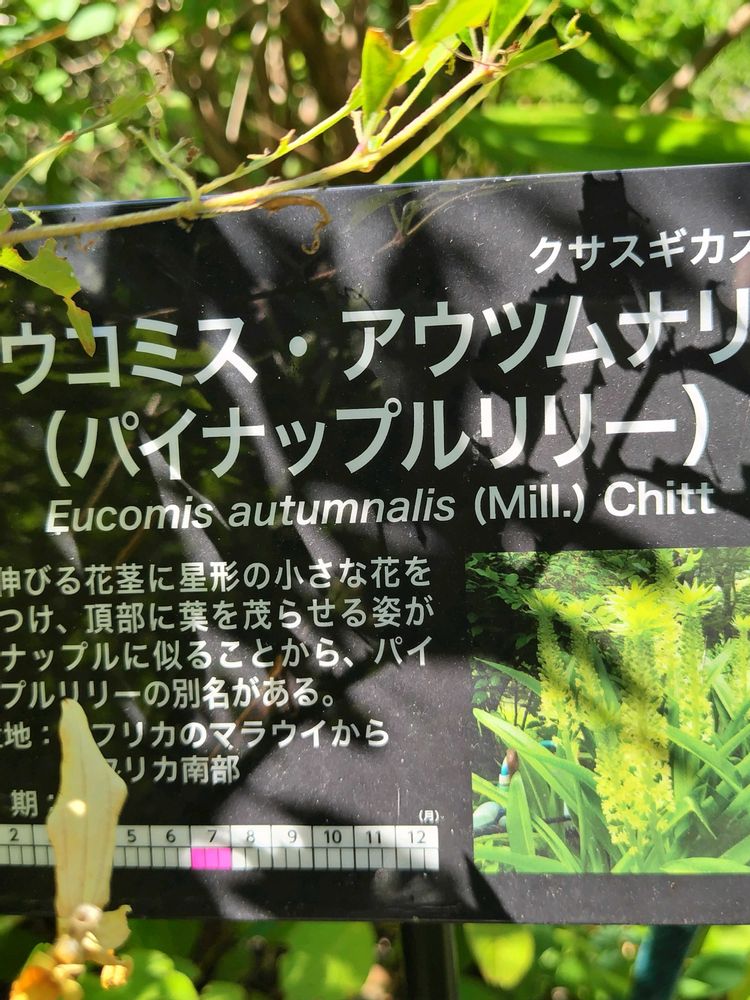 クサスギカズ
ウコミス・アウツムナリ
(パイナップルリリー)
Eucomis autumnalis (Mill.) Chitt
伸びる花茎に星形の小さな花を
つけ、頂部に葉を茂らせる姿が
ナップルに似ることから、パイ
プルリリーの別名がある。
地：フリカのマラウイから
リカ南部
期：
(月)
2 5 6 7 8 9 10 11 12